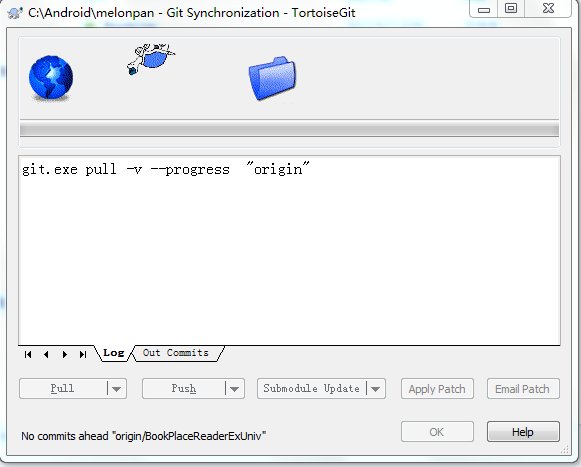 C:\Android\melonpan - Git Synchronization - TortoiseGit
git.exe pull -v --progress  "origin"
Log Out Commits
Pull Push Submodule Update Apply Patch Email Patch
No commits ahead "origin/BookPlaceReaderExUniv" OK Help